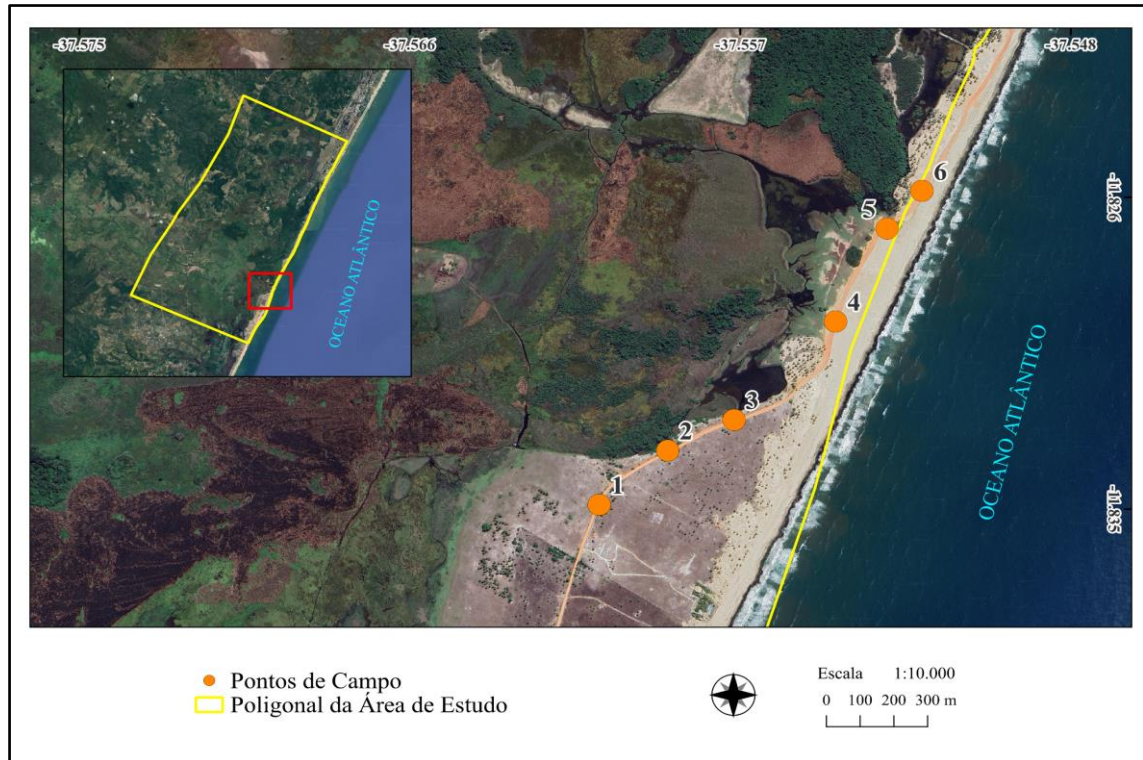 -37.575
-37.566
-37.557
-37.548
OCEANO ATLÂNTICO
6
-11.826
5
4
OCEANO ATLÂNTICO
3
2
1
-11.835
Pontos de Campo
Poligonal da Área de Estudo
Escala 1:10.000
0 100 200 300 m